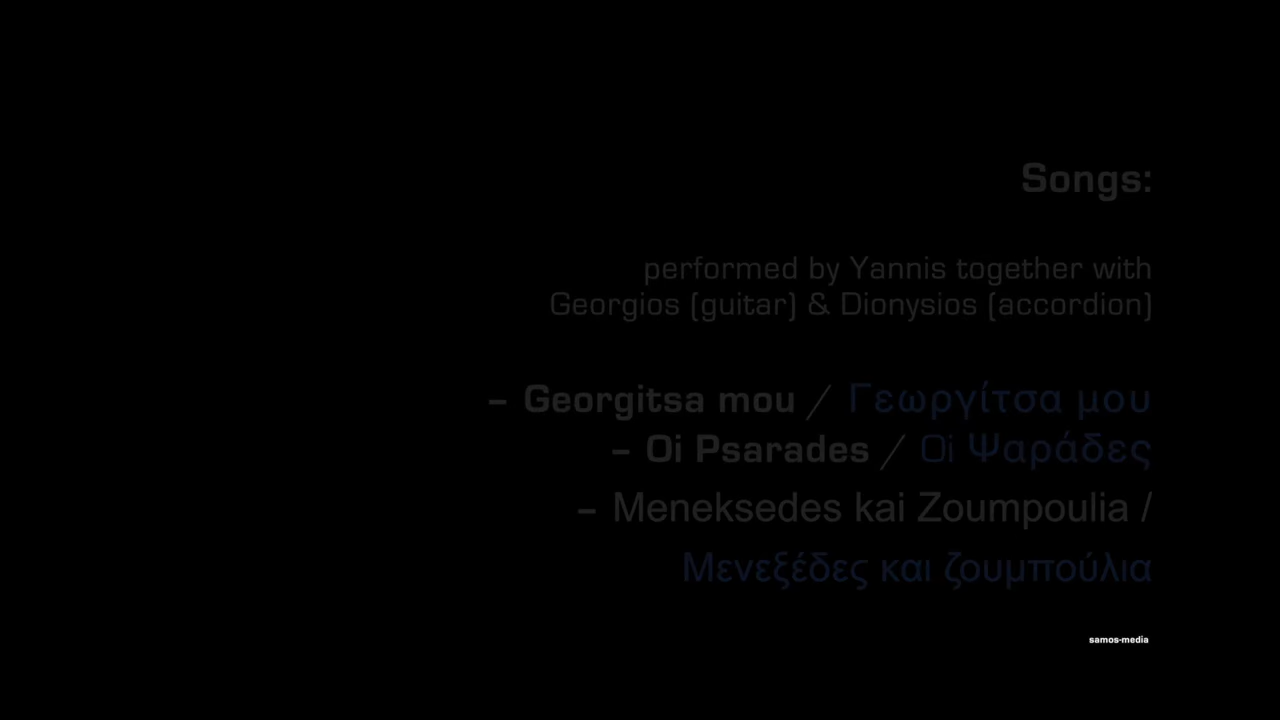 Songs:
performed by Yannis together with
Georgios (guitar) & Dionysios (accordion)
– Georgitsa mou / Γεωργίτσα μου
– Oi Psarades / Οi Ψαράδες
– Meneksedes kai Zoumpoulia /
Μενεξέδες και ζουμπούλια
samos-media